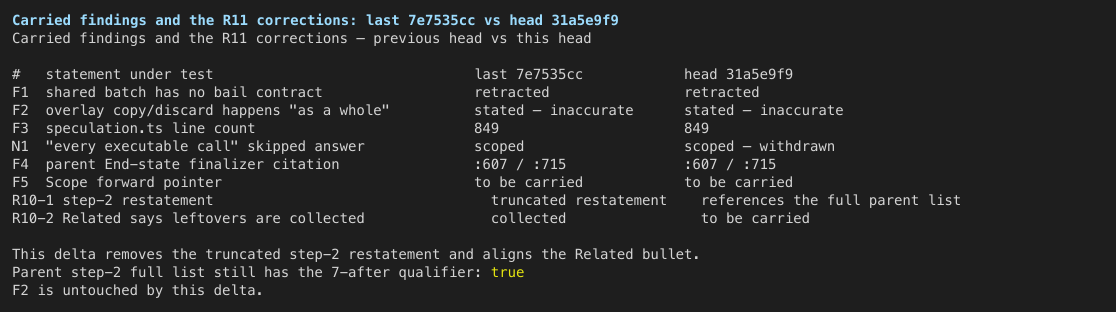 Carried findings and the R11 corrections: last 7e7535cc vs head 31a5e9f9
Carried findings and the R11 corrections — previous head vs this head
#   statement under test                                last 7e7535cc            head 31a5e9f9
F1  shared batch has no bail contract                   retracted                retracted
F2  overlay copy/discard happens "as a whole"           stated — inaccurate      stated — inaccurate
F3  speculation.ts line count                           849                      849
N1  "every executable call" skipped answer              scoped                   scoped — withdrawn
F4  parent End-state finalizer citation                 :607 / :715              :607 / :715
F5  Scope forward pointer                               to be carried            to be carried
R10-1 step-2 restatement                                  truncated restatement    references the full parent list
R10-2 Related says leftovers are collected                collected                to be carried
This delta removes the truncated step-2 restatement and aligns the Related bullet.
Parent step-2 full list still has the 7-after qualifier: true
F2 is untouched by this delta.